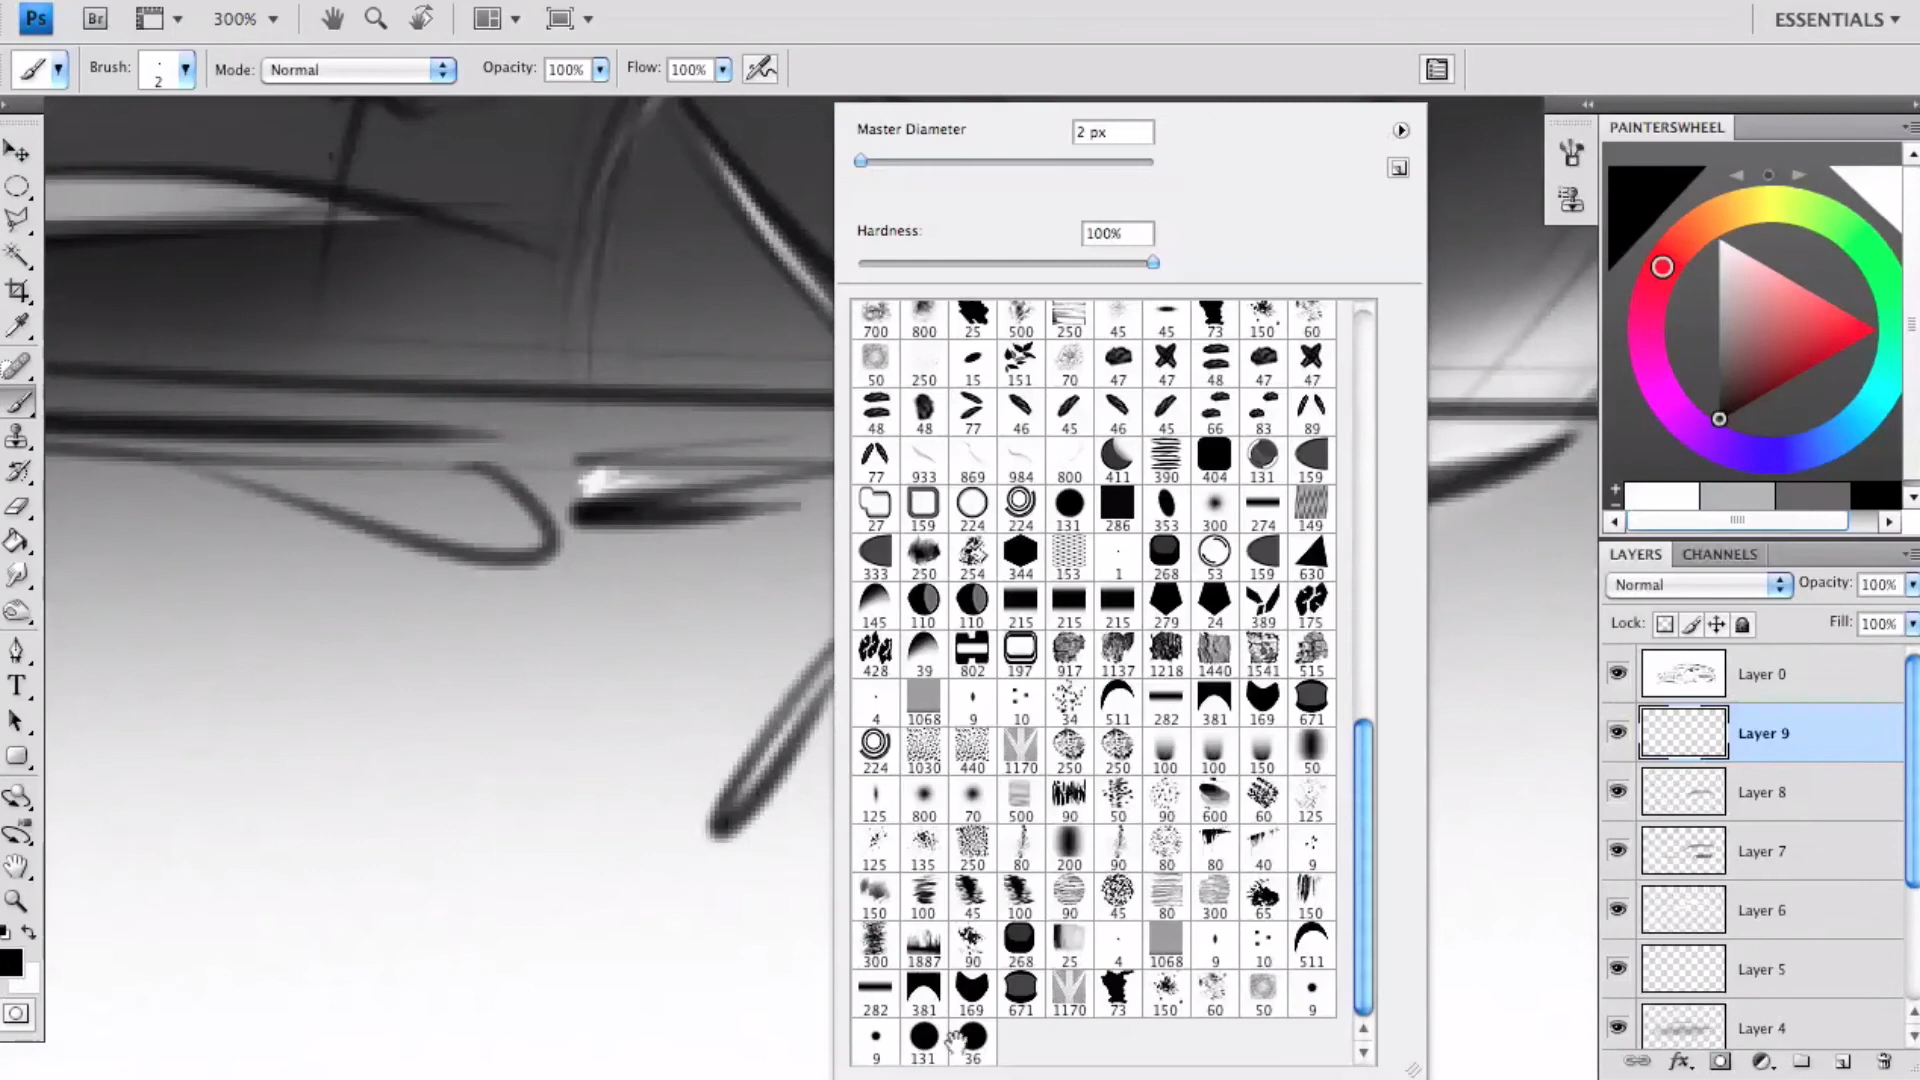 Ps Br 300% ESSENTIALS
Brush: 2 Mode: Normal Opacity: 100% Flow: 100%
Master Diameter 2 px
Hardness: 100%
700 800 25 500 250 45 45 73 150 60
50 250 15 151 70 47 47 48 47 47
48 48 77 46 45 46 45 66 83 89
77 933 869 984 800 411 390 404 131 159
27 159 224 224 131 286 353 300 274 149
333 250 254 344 153 1 268 53 159 630
145 110 110 215 215 215 279 24 389 175
428 39 802 197 917 1137 1218 1440 1541 515
4 1068 9 10 34 511 282 381 169 671
224 1030 440 1170 250 250 100 100 150 50
125 800 70 500 90 50 90 600 60 125
125 135 250 80 200 90 80 80 40 9
150 100 45 100 90 45 80 300 65 150
300 1887 90 268 25 4 1068 9 10 511
282 381 169 671 1170 73 150 60 50 9
9 131 36
PAINTERSWHEEL
LAYERS CHANNELS
Normal Opacity: 100%
Lock: Fill: 100%
Layer 0
Layer 9
Layer 8
Layer 7
Layer 6
Layer 5
Layer 4
fx
T